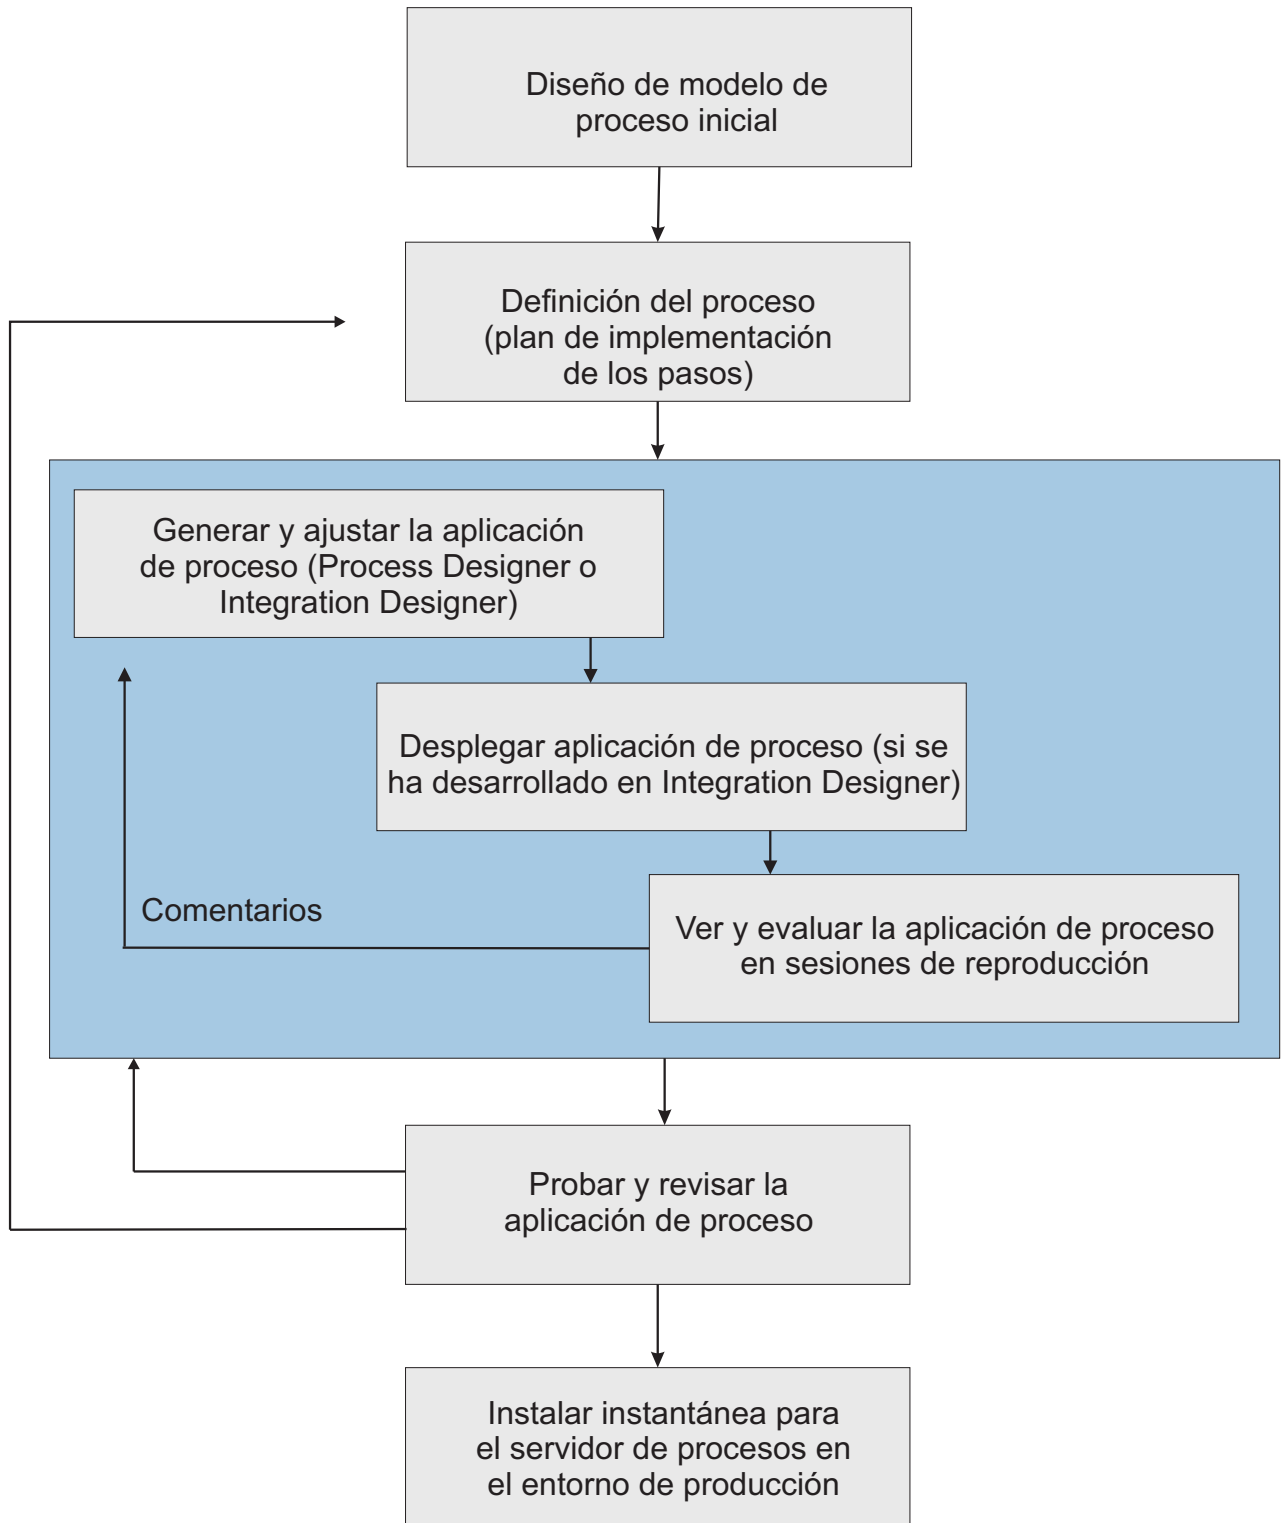 Diseño de modelo de
proceso inicial
Definición del proceso
(plan de implementación
de los pasos)
Generar y ajustar la aplicación
de proceso (Process Designer o
Integration Designer)
Desplegar aplicación de proceso (si se
ha desarrollado en Integration Designer)
Comentarios
Ver y evaluar la aplicación de proceso
en sesiones de reproducción
Probar y revisar la
aplicación de proceso
Instalar instantánea para
el servidor de procesos en
el entorno de producción